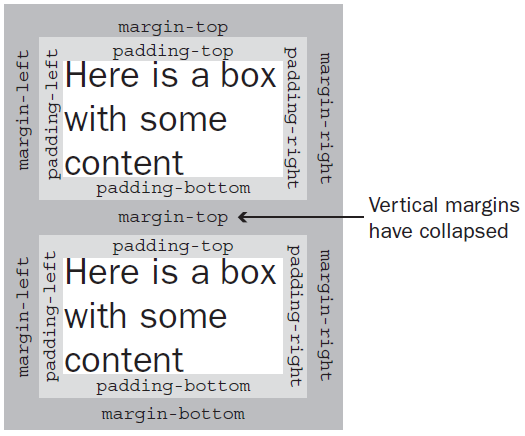 margin-top
padding-top
margin-left
padding-left
Here is a box
with some
content
padding-right
margin-right
padding-bottom
margin-top
Vertical margins
have collapsed
padding-top
margin-left
padding-left
Here is a box
with some
content
padding-right
margin-right
padding-bottom
margin-bottom